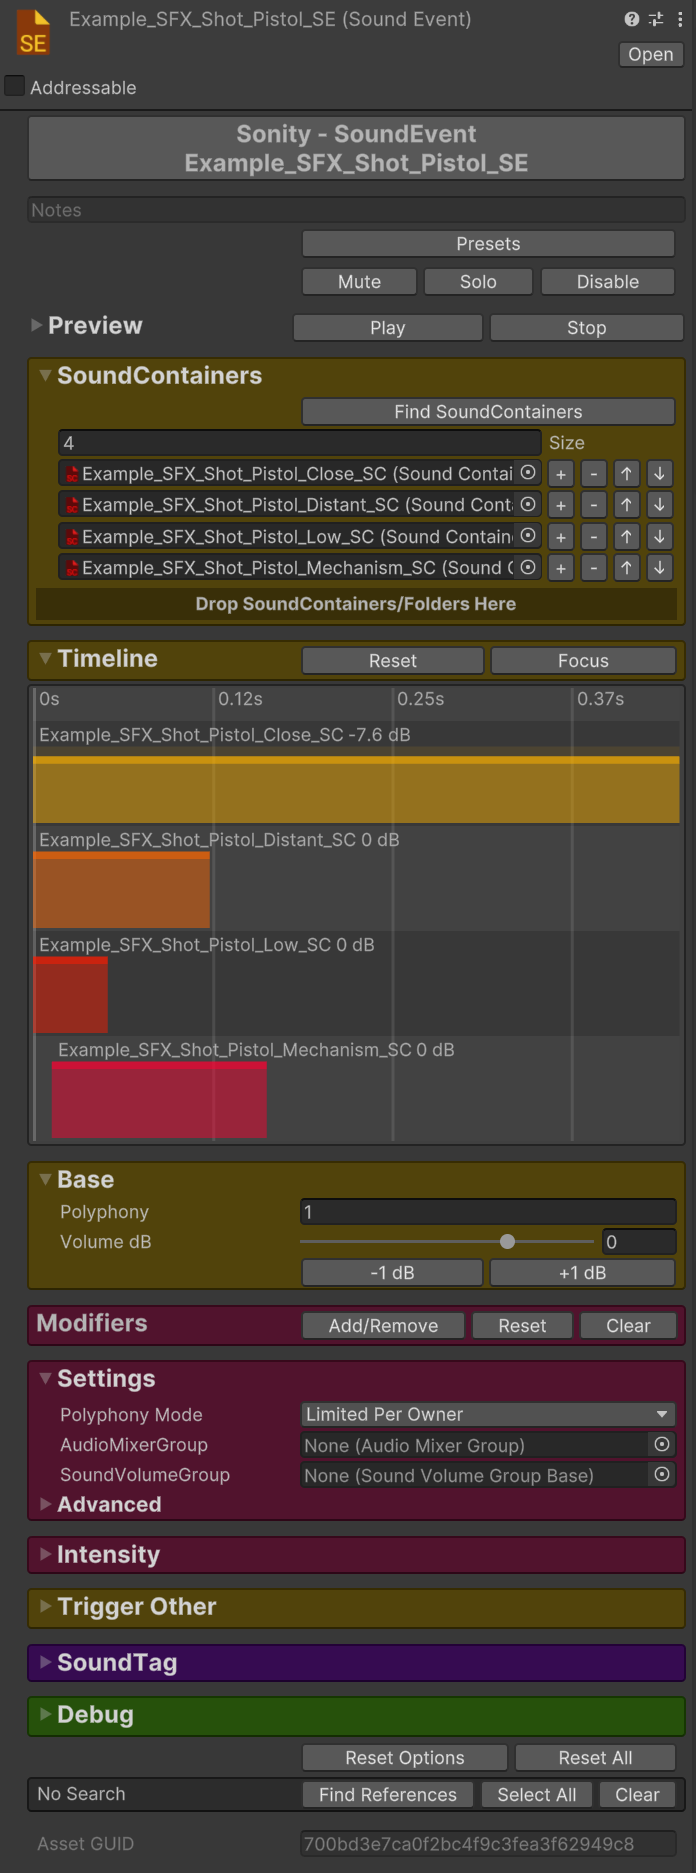 SE
Example_SFX_Shot_Pistol_SE (Sound Event)
Open
Addressable
Sonity - SoundEvent
Example_SFX_Shot_Pistol_SE
Notes
Presets
Mute Solo Disable
Preview Play Stop
SoundContainers
Find SoundContainers
4 Size
Example_SFX_Shot_Pistol_Close_SC (Sound Contai + - ↑ ↓
Example_SFX_Shot_Pistol_Distant_SC (Sound Cont + - ↑ ↓
Example_SFX_Shot_Pistol_Low_SC (Sound Contain + - ↑ ↓
Example_SFX_Shot_Pistol_Mechanism_SC (Sound C + - ↑ ↓
Drop SoundContainers/Folders Here
Timeline Reset Focus
0s 0.12s 0.25s 0.37s
Example_SFX_Shot_Pistol_Close_SC -7.6 dB
Example_SFX_Shot_Pistol_Distant_SC 0 dB
Example_SFX_Shot_Pistol_Low_SC 0 dB
Example_SFX_Shot_Pistol_Mechanism_SC 0 dB
Base
Polyphony 1
Volume dB 0
-1 dB +1 dB
Modifiers Add/Remove Reset Clear
Settings
Polyphony Mode Limited Per Owner
AudioMixerGroup None (Audio Mixer Group)
SoundVolumeGroup None (Sound Volume Group Base)
Advanced
Intensity
Trigger Other
SoundTag
Debug
Reset Options Reset All
No Search Find References Select All Clear
Asset GUID 700bd3e7ca0f2bc4f9c3fea3f62949c8